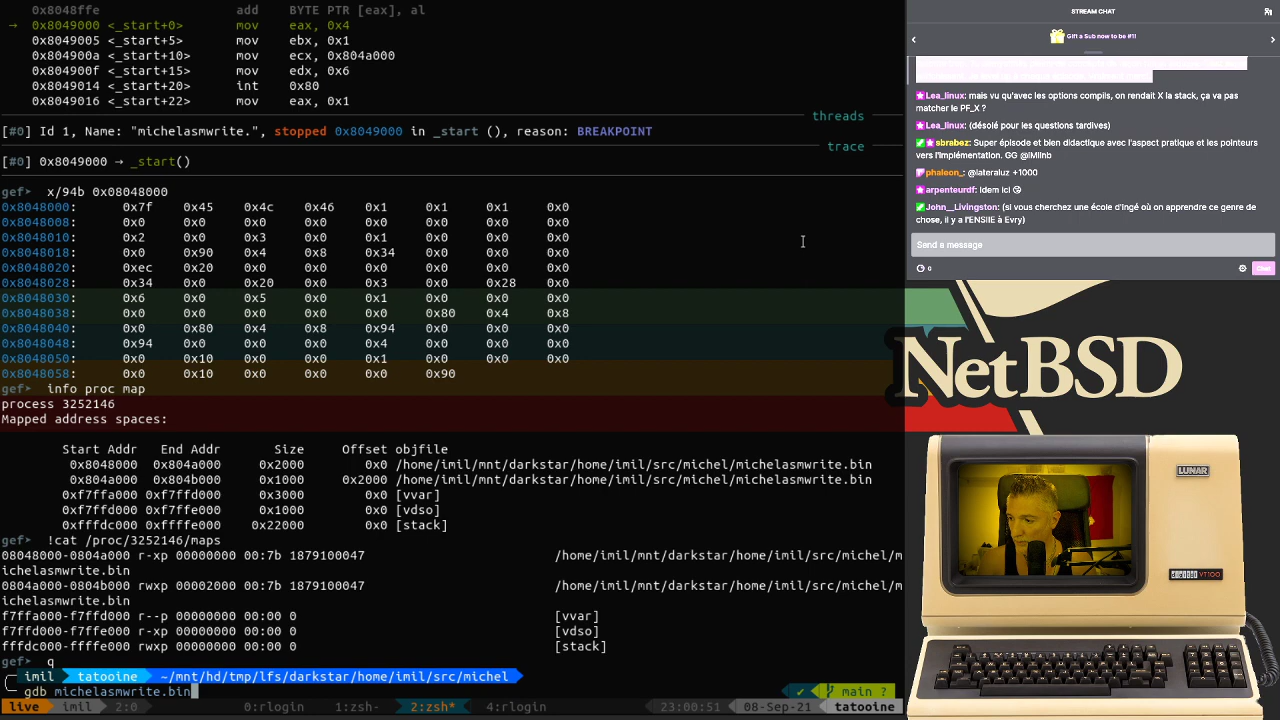 0x8048ffe add BYTE PTR [eax], al
→ 0x8049000 <_start+0> mov eax, 0x4
0x8049005 <_start+5> mov ebx, 0x1
0x804900a <_start+10> mov ecx, 0x804a000
0x804900f <_start+15> mov edx, 0x6
0x8049014 <_start+20> int 0x80
0x8049016 <_start+22> mov eax, 0x1
threads
[#0] Id 1, Name: "michelasmwrite.", stopped 0x8049000 in _start (), reason: BREAKPOINT
trace
[#0] 0x8049000 → _start()
gef➤ x/94b 0x08048000
0x8048000: 0x7f 0x45 0x4c 0x46 0x1 0x1 0x1 0x0
0x8048008: 0x0 0x0 0x0 0x0 0x0 0x0 0x0 0x0
0x8048010: 0x2 0x0 0x3 0x0 0x1 0x0 0x0 0x0
0x8048018: 0x0 0x90 0x4 0x8 0x34 0x0 0x0 0x0
0x8048020: 0xec 0x20 0x0 0x0 0x0 0x0 0x0 0x0
0x8048028: 0x34 0x0 0x20 0x0 0x3 0x0 0x28 0x0
0x8048030: 0x6 0x0 0x5 0x0 0x1 0x0 0x0 0x0
0x8048038: 0x0 0x0 0x0 0x0 0x0 0x80 0x4 0x8
0x8048040: 0x0 0x80 0x4 0x8 0x94 0x0 0x0 0x0
0x8048048: 0x94 0x0 0x0 0x0 0x4 0x0 0x0 0x0
0x8048050: 0x0 0x10 0x0 0x0 0x1 0x0 0x0 0x0
0x8048058: 0x0 0x10 0x0 0x0 0x0 0x90
gef➤ info proc map
process 3252146
Mapped address spaces:
Start Addr End Addr Size Offset objfile
0x8048000 0x804a000 0x2000 0x0 /home/imil/mnt/darkstar/home/imil/src/michel/michelasmwrite.bin
0x804a000 0x804b000 0x1000 0x2000 /home/imil/mnt/darkstar/home/imil/src/michel/michelasmwrite.bin
0xf7ffa000 0xf7ffd000 0x3000 0x0 [vvar]
0xf7ffd000 0xf7ffe000 0x1000 0x0 [vdso]
0xfffdc000 0xffffe000 0x22000 0x0 [stack]
gef➤ !cat /proc/3252146/maps
08048000-0804a000 r-xp 00000000 00:7b 1879100047 /home/imil/mnt/darkstar/home/imil/src/michel/m
ichelasmwrite.bin
0804a000-0804b000 rwxp 00002000 00:7b 1879100047 /home/imil/mnt/darkstar/home/imil/src/michel/m
ichelasmwrite.bin
f7ffa000-f7ffd000 r--p 00000000 00:00 0 [vvar]
f7ffd000-f7ffe000 r-xp 00000000 00:00 0 [vdso]
fffdc000-ffffe000 rwxp 00000000 00:00 0 [stack]
gef➤ q
imil tatooine ~/mnt/hd/tmp/lfs/darkstar/home/imil/src/michel
gdb michelasmwrite.bin
✔ main ?
live imil 2:0 0:rlogin 1:zsh- 2:zsh* 4:rlogin 23:00:51 08-Sep-21 tatooine
STREAM CHAT
Gift a Sub now to be #1!
Lea_linux: mais vu qu'avec les options compils, on rendait X la stack, ça va pas
matcher le PF_X ?
Lea_linux: (désolé pour les questions tardives)
sbrabez: Super épisode et bien didactique avec l'aspect pratique et les pointeurs
vers l'implémentation. GG @iMilnb
phaleon_: @lateraluz +1000
arpenteurdf: Idem ici 😘
John__Livingston: (si vous cherchez une école d'ingé où on apprendre ce genre de
chose, il y a l'ENSIIE à Evry)
Send a message
0
Chat
NetBSD
LUNAR
VT100